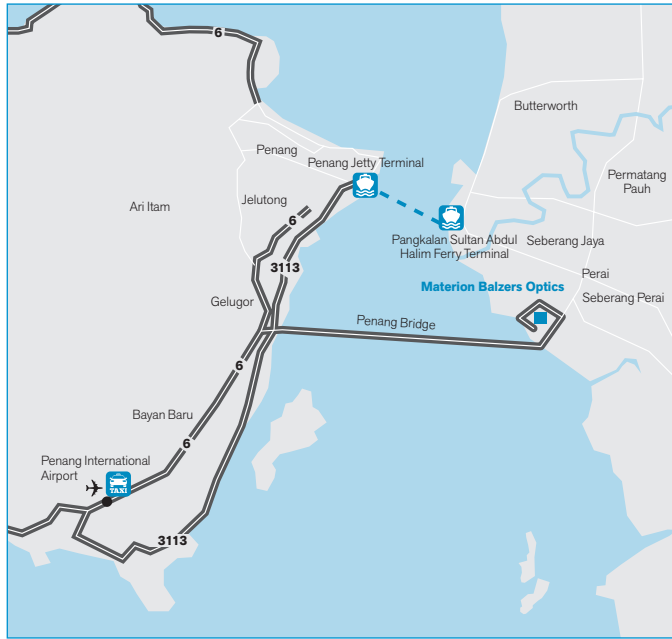 6
Butterworth
Penang
Penang Jetty Terminal
Permatang
Pauh
Ari Itam
Jelutong
6
Pangkalan Sultan Abdul
Halim Ferry Terminal
Seberang Jaya
3113
Perai
Materion Balzers Optics
Seberang Perai
Gelugor
Penang Bridge
6
Bayan Baru
6
Penang International
Airport
TAXI
3113